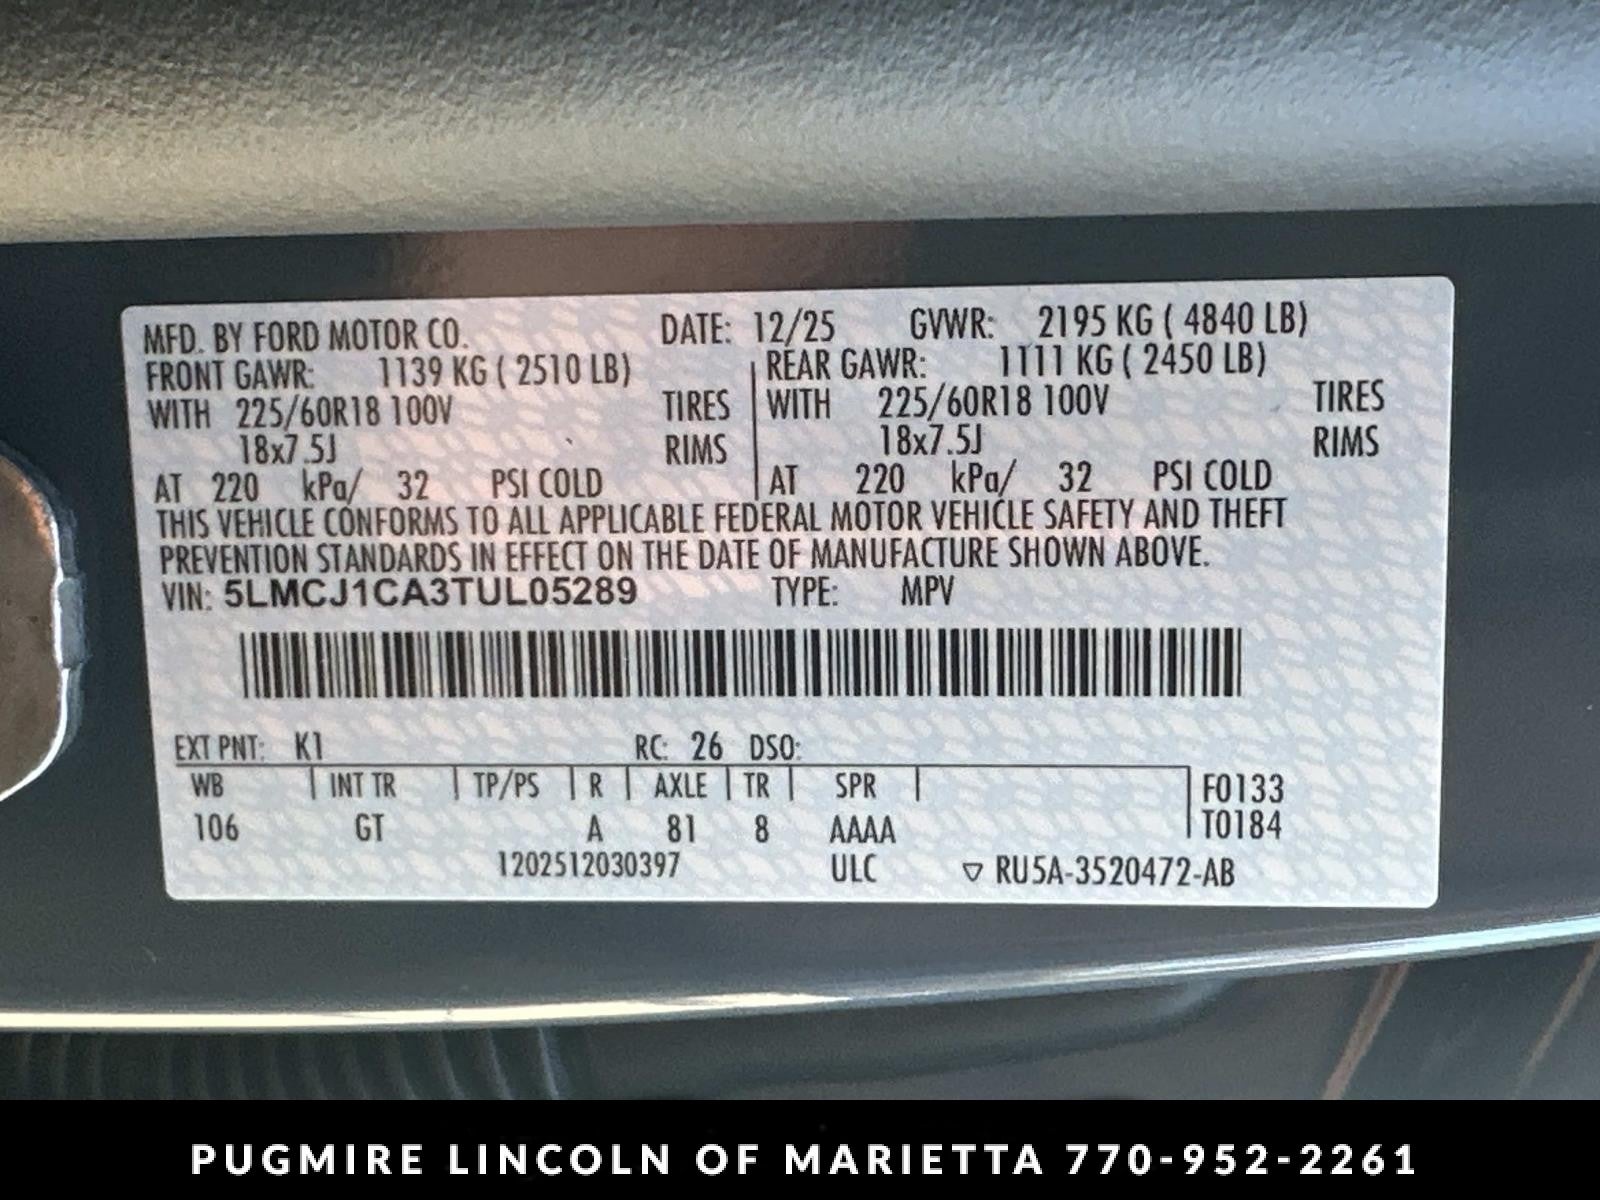 MFD. BY FORD MOTOR CO. DATE: 12/25 GVWR: 2195 KG ( 4840 LB)
FRONT GAWR: 1139 KG ( 2510 LB) REAR GAWR: 1111 KG ( 2450 LB)
WITH 225/60R18 100V TIRES WITH 225/60R18 100V TIRES
18x7.5J RIMS 18x7.5J RIMS
AT 220 kPa/ 32 PSI COLD AT 220 kPa/ 32 PSI COLD
THIS VEHICLE CONFORMS TO ALL APPLICABLE FEDERAL MOTOR VEHICLE SAFETY AND THEFT
PREVENTION STANDARDS IN EFFECT ON THE DATE OF MANUFACTURE SHOWN ABOVE.
VIN: 5LMCJ1CA3TUL05289 TYPE: MPV
EXT PNT: K1 RC: 26 DSO:
WB INT TR TP/PS R AXLE TR SPR F0133
106 GT A 81 8 AAAA T0184
1202512030397 ULC ▽ RU5A-3520472-AB
PUGMIRE LINCOLN OF MARIETTA 770-952-2261